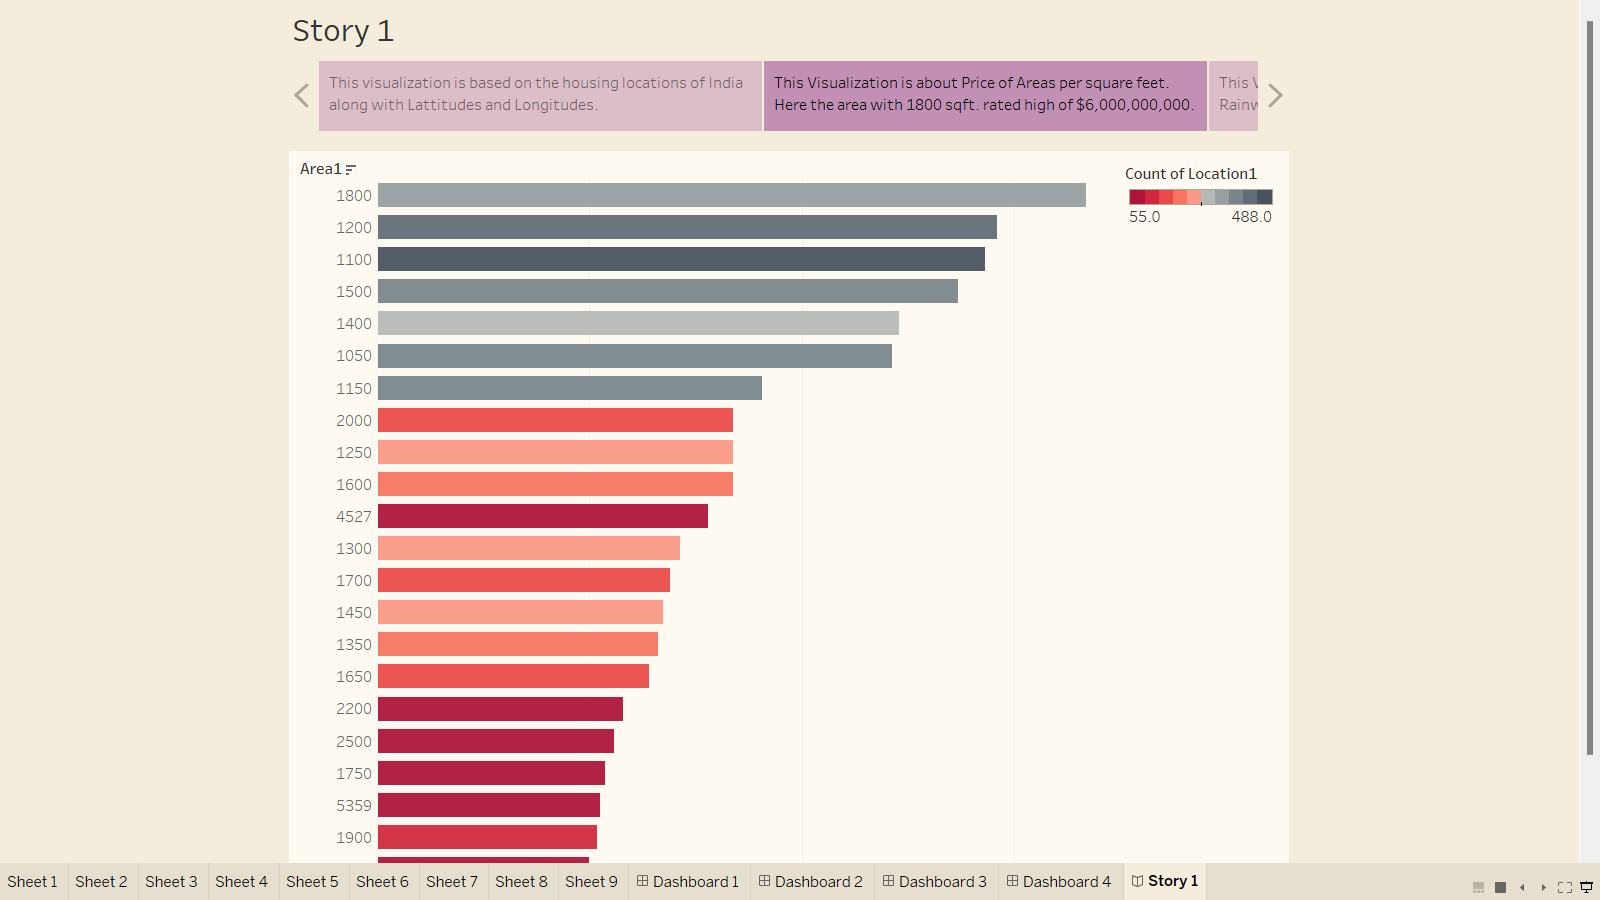 Story 1
This visualization is based on the housing locations of India
along with Lattitudes and Longitudes.
This Visualization is about Price of Areas per square feet.
Here the area with 1800 sqft. rated high of $6,000,000,000.
This
Area1
Count of Location1
55.0 488.0
1800
1200
1100
1500
1400
1050
1150
2000
1250
1600
4527
1300
1700
1450
1350
1650
2200
2500
1750
5359
1900
Sheet 1 Sheet 2 Sheet 3 Sheet 4 Sheet 5 Sheet 6 Sheet 7 Sheet 8 Sheet 9 Dashboard 1 Dashboard 2 Dashboard 3 Dashboard 4 Story 1